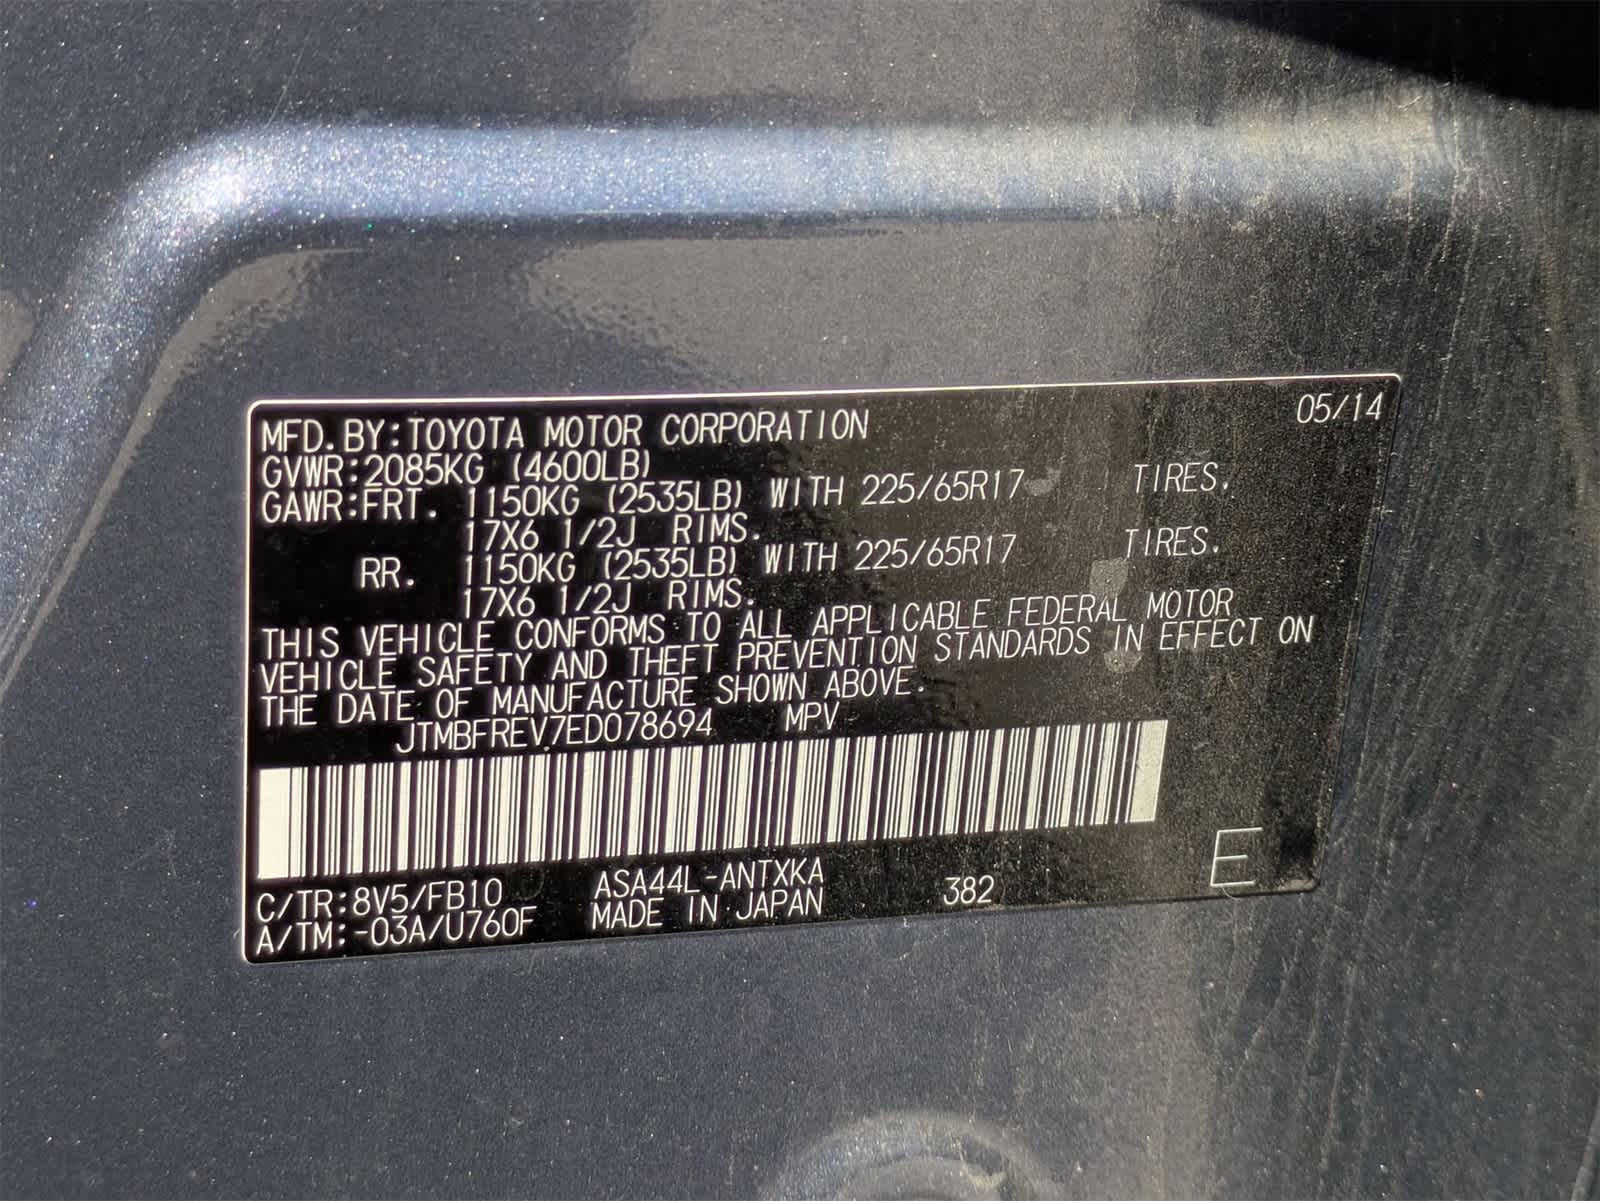 MFD.BY:TOYOTA MOTOR CORPORATION 05/14
GVWR:2085KG (4600LB)
GAWR:FRT. 1150KG (2535LB) WITH 225/65R17 TIRES.
17X6 1/2J RIMS.
RR. 1150KG (2535LB) WITH 225/65R17 TIRES.
17X6 1/2J RIMS.
THIS VEHICLE CONFORMS TO ALL APPLICABLE FEDERAL MOTOR
VEHICLE SAFETY AND THEFT PREVENTION STANDARDS IN EFFECT ON
THE DATE OF MANUFACTURE SHOWN ABOVE.
JTMBFREV7ED078694 MPV
C/TR:8V5/FB10 ASA44L-ANTXKA 382 E
A/TM:-03A/U760F MADE IN JAPAN